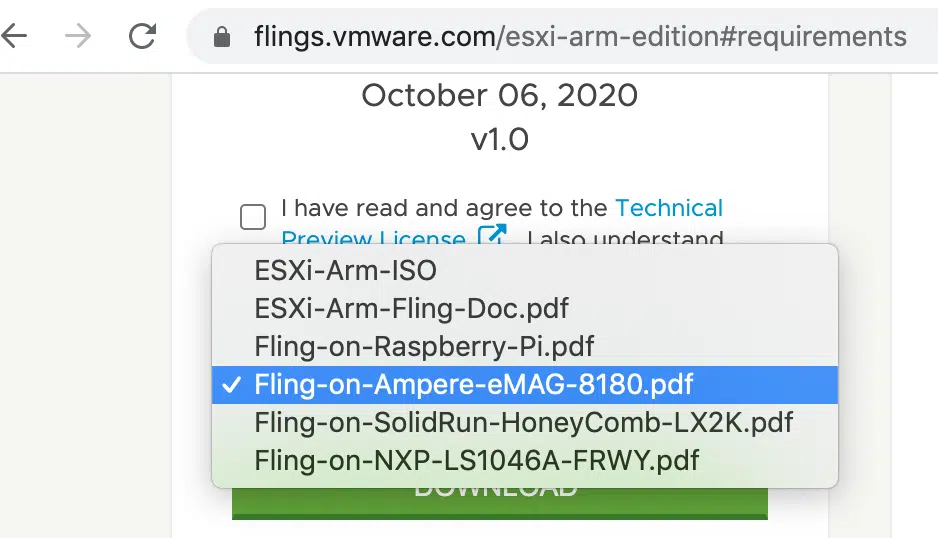 flings.vmware.com/esxi-arm-edition#requirements
October 06, 2020
v1.0
I have read and agree to the Technical
Preview License. I also understand
ESXi-Arm-ISO
ESXi-Arm-Fling-Doc.pdf
Fling-on-Raspberry-Pi.pdf
Fling-on-Ampere-eMAG-8180.pdf
Fling-on-SolidRun-HoneyComb-LX2K.pdf
Fling-on-NXP-LS1046A-FRWY.pdf
DOWNLOAD